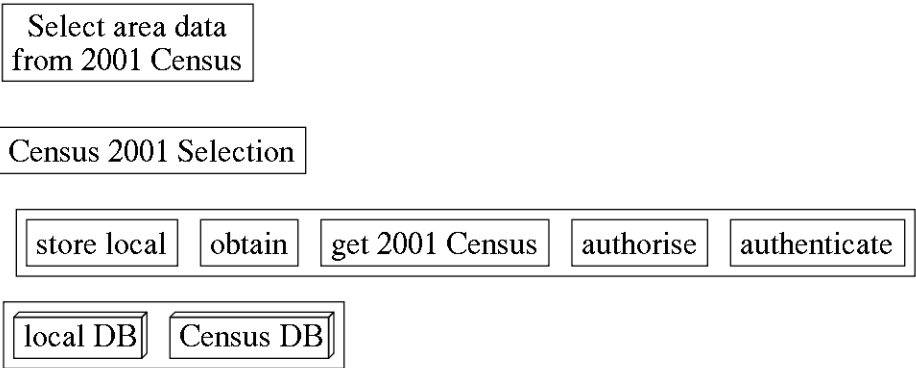 Select area data
from 2001 Census
Census 2001 Selection
store local obtain get 2001 Census authorise authenticate
local DB Census DB